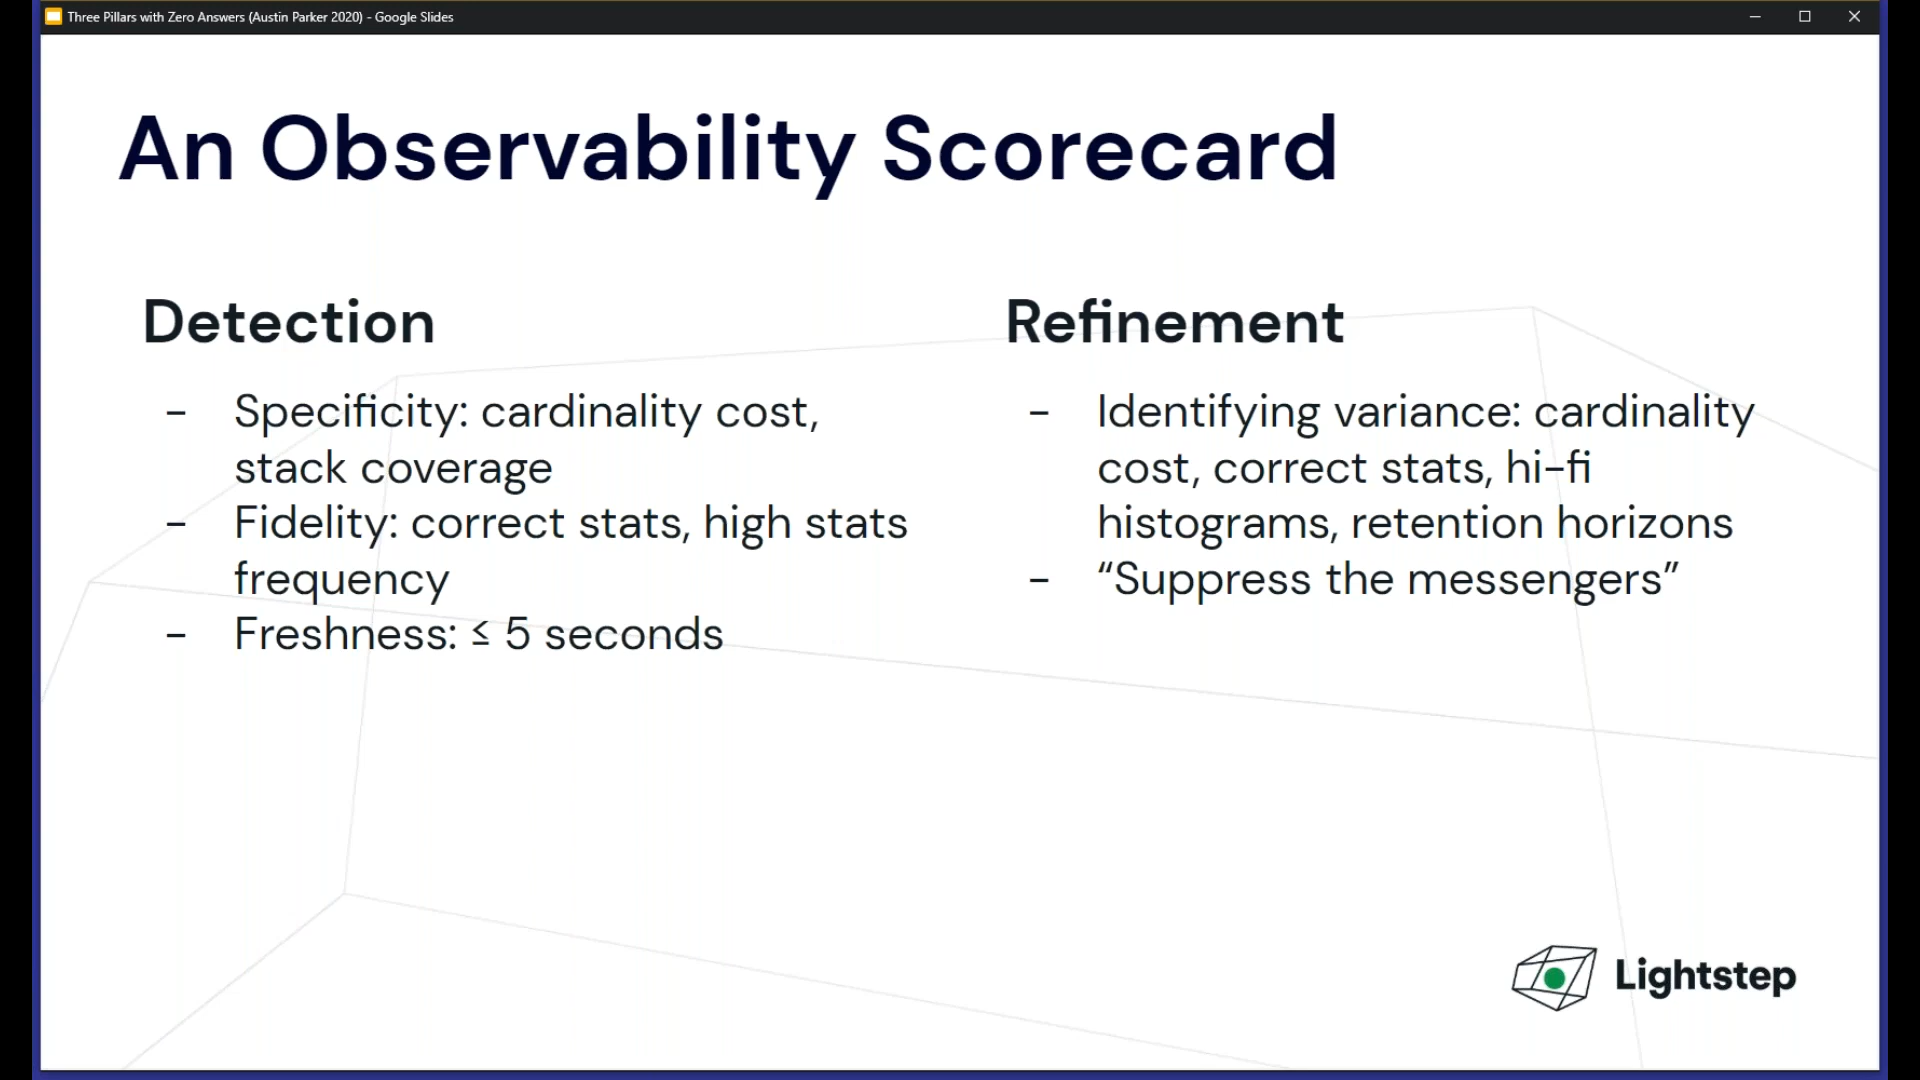 Three Pillars with Zero Answers (Austin Parker 2020) - Google Slides
An Observability Scorecard
Detection
- Specificity: cardinality cost,
stack coverage
- Fidelity: correct stats, high stats
frequency
- Freshness: ≤ 5 seconds
Refinement
- Identifying variance: cardinality
cost, correct stats, hi-fi
histograms, retention horizons
- “Suppress the messengers”
Lightstep